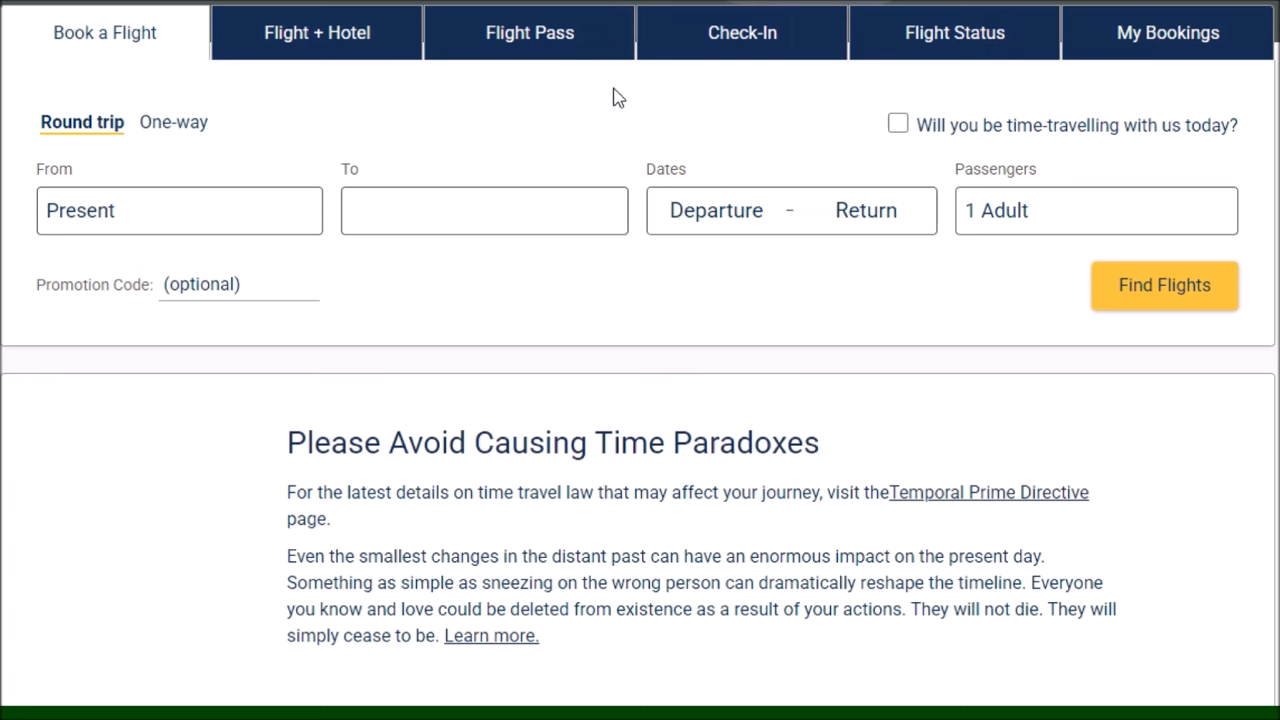 Book a Flight
Flight + Hotel
Flight Pass
Check-In
Flight Status
My Bookings
Round trip
One-way
Will you be time-travelling with us today?
From
To
Dates
Passengers
Present
Departure - Return
1 Adult
Promotion Code: (optional)
Find Flights
Please Avoid Causing Time Paradoxes
For the latest details on time travel law that may affect your journey, visit theTemporal Prime Directive
page.
Even the smallest changes in the distant past can have an enormous impact on the present day.
Something as simple as sneezing on the wrong person can dramatically reshape the timeline. Everyone
you know and love could be deleted from existence as a result of your actions. They will not die. They will
simply cease to be. Learn more.